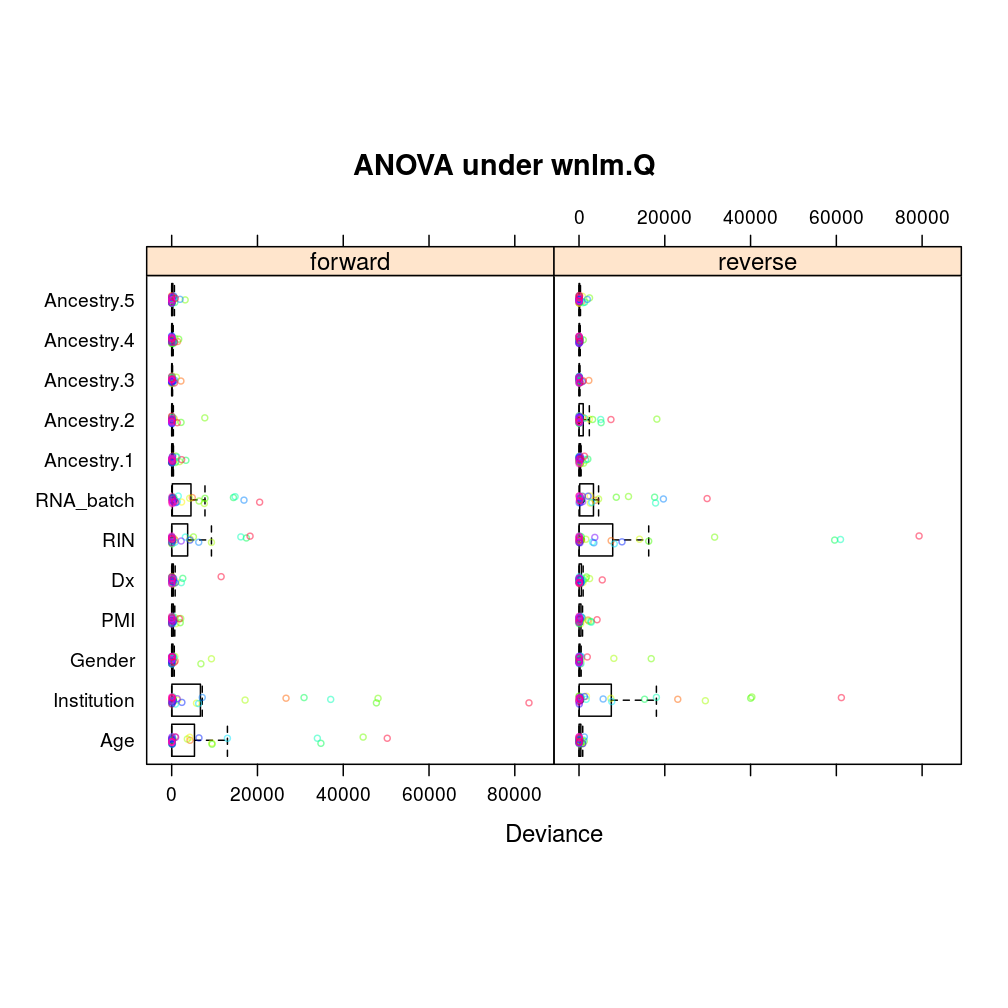 ANOVA under wnlm.Q
0 20000 40000 60000 80000
forward reverse
Ancestry.5
Ancestry.4
Ancestry.3
Ancestry.2
Ancestry.1
RNA_batch
RIN
Dx
PMI
Gender
Institution
Age
0 20000 40000 60000 80000
Deviance